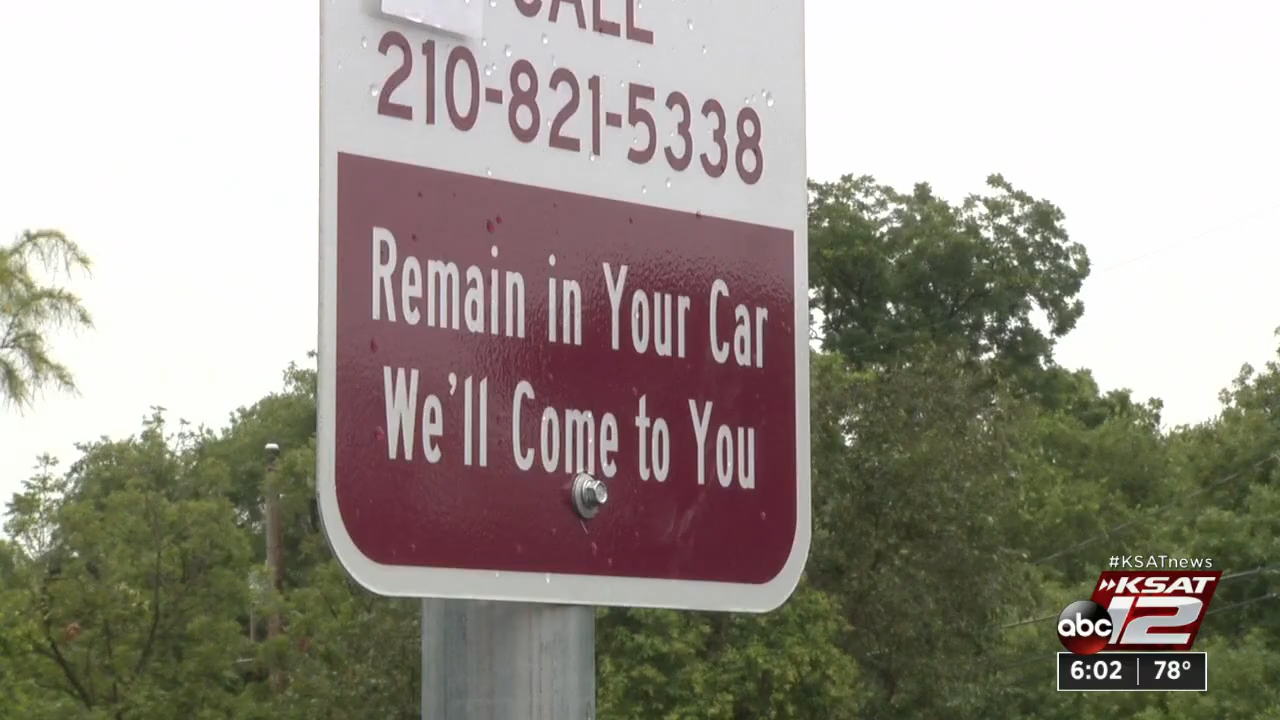 CALL
210-821-5338
Remain in Your Car
We'll Come to You
#KSATnews
KSAT
abc 12
6:02 78°